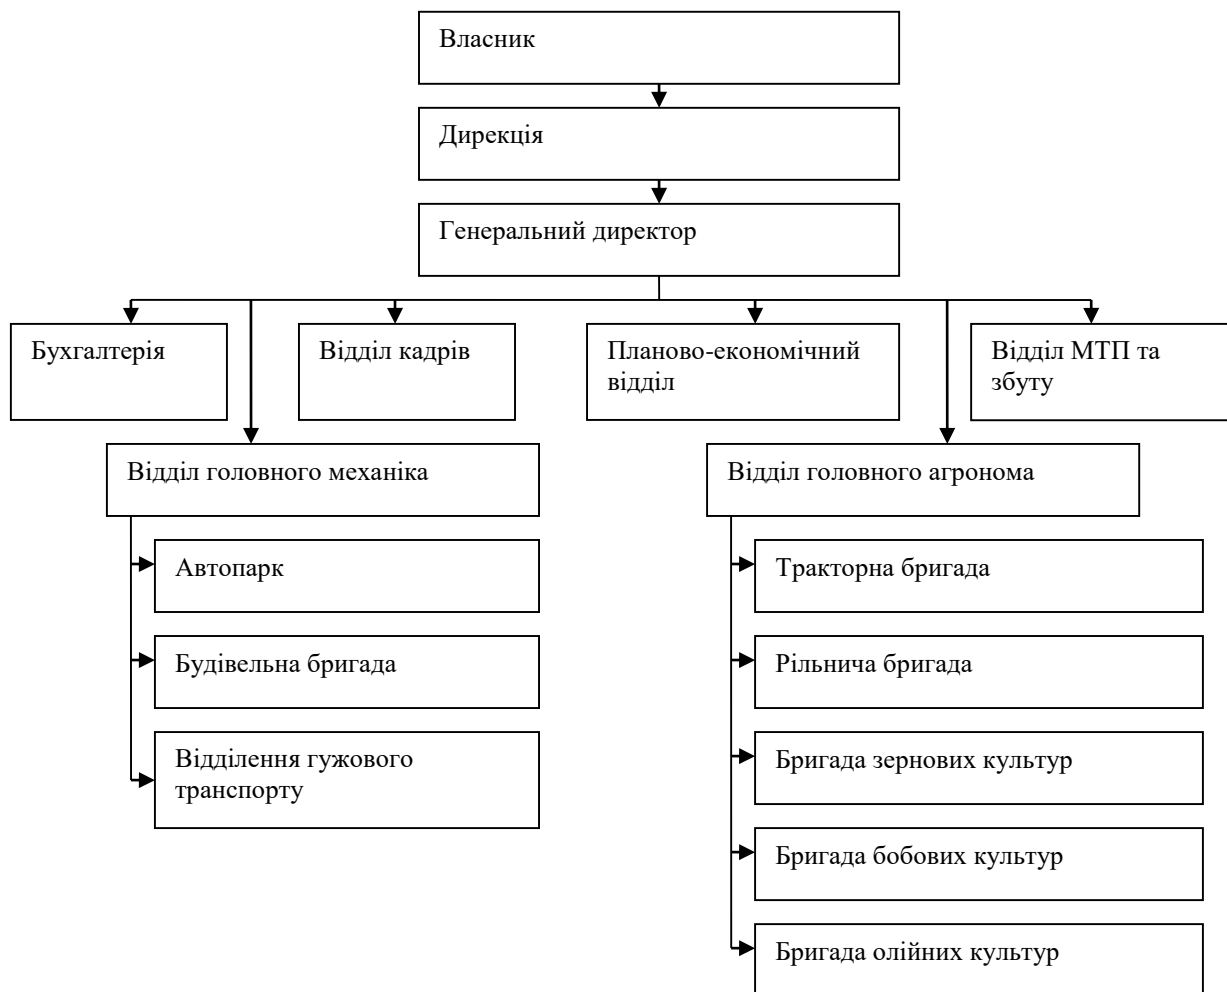 Власник
Дирекція
Генеральний директор
Бухгалтерія
Відділ кадрів
Планово-економічний
відділ
Відділ МТП та
збуту
Відділ головного механіка
Відділ головного агронома
Автопарк
Будівельна бригада
Відділення гужового
транспорту
Тракторна бригада
Рільнича бригада
Бригада зернових культур
Бригада бобових культур
Бригада олійних культур